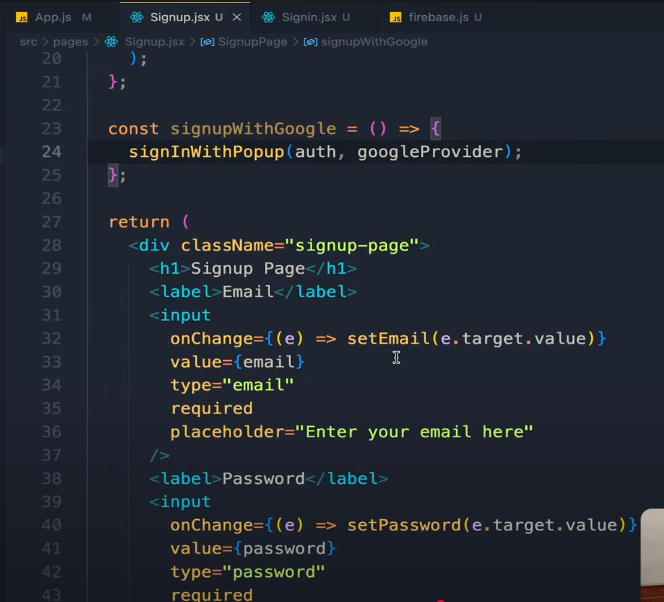 JS App.js M Signup.jsx U × Signin.jsx U JS firebase.js U
src > pages > Signup.jsx > SignupPage > signupWithGoogle
20 );
21 };
22
23 const signupWithGoogle = () => {
24 signInWithPopup(auth, googleProvider);
25 };
26
27 return (
28 <div className="signup-page">
29 <h1>Signup Page</h1>
30 <label>Email</label>
31 <input
32 onChange={(e) => setEmail(e.target.value)}
33 value={email}
34 type="email"
35 required
36 placeholder="Enter your email here"
37 />
38 <label>Password</label>
39 <input
40 onChange={(e) => setPassword(e.target.value)}
41 value={password}
42 type="password"
43 required